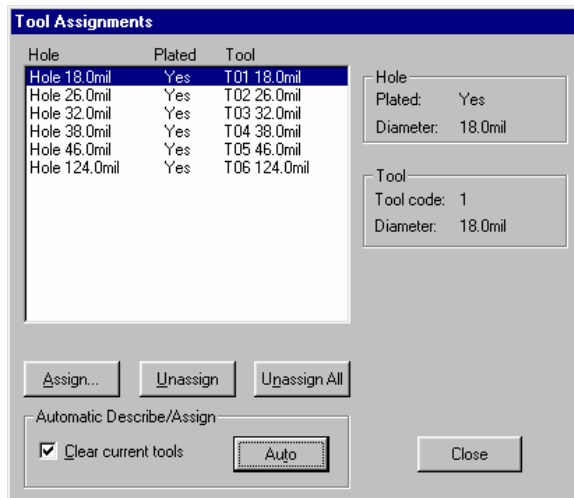 Tool Assignments
Hole Plated Tool
Hole 18.0mil Yes T01 18.0mil
Hole 26.0mil Yes T02 26.0mil
Hole 32.0mil Yes T03 32.0mil
Hole 38.0mil Yes T04 38.0mil
Hole 46.0mil Yes T05 46.0mil
Hole 124.0mil Yes T06 124.0mil
Hole
Plated: Yes
Diameter: 18.0mil
Tool
Tool code: 1
Diameter: 18.0mil
Assign... Unassign Unassign All
Automatic Describe/Assign
Clear current tools Auto
Close